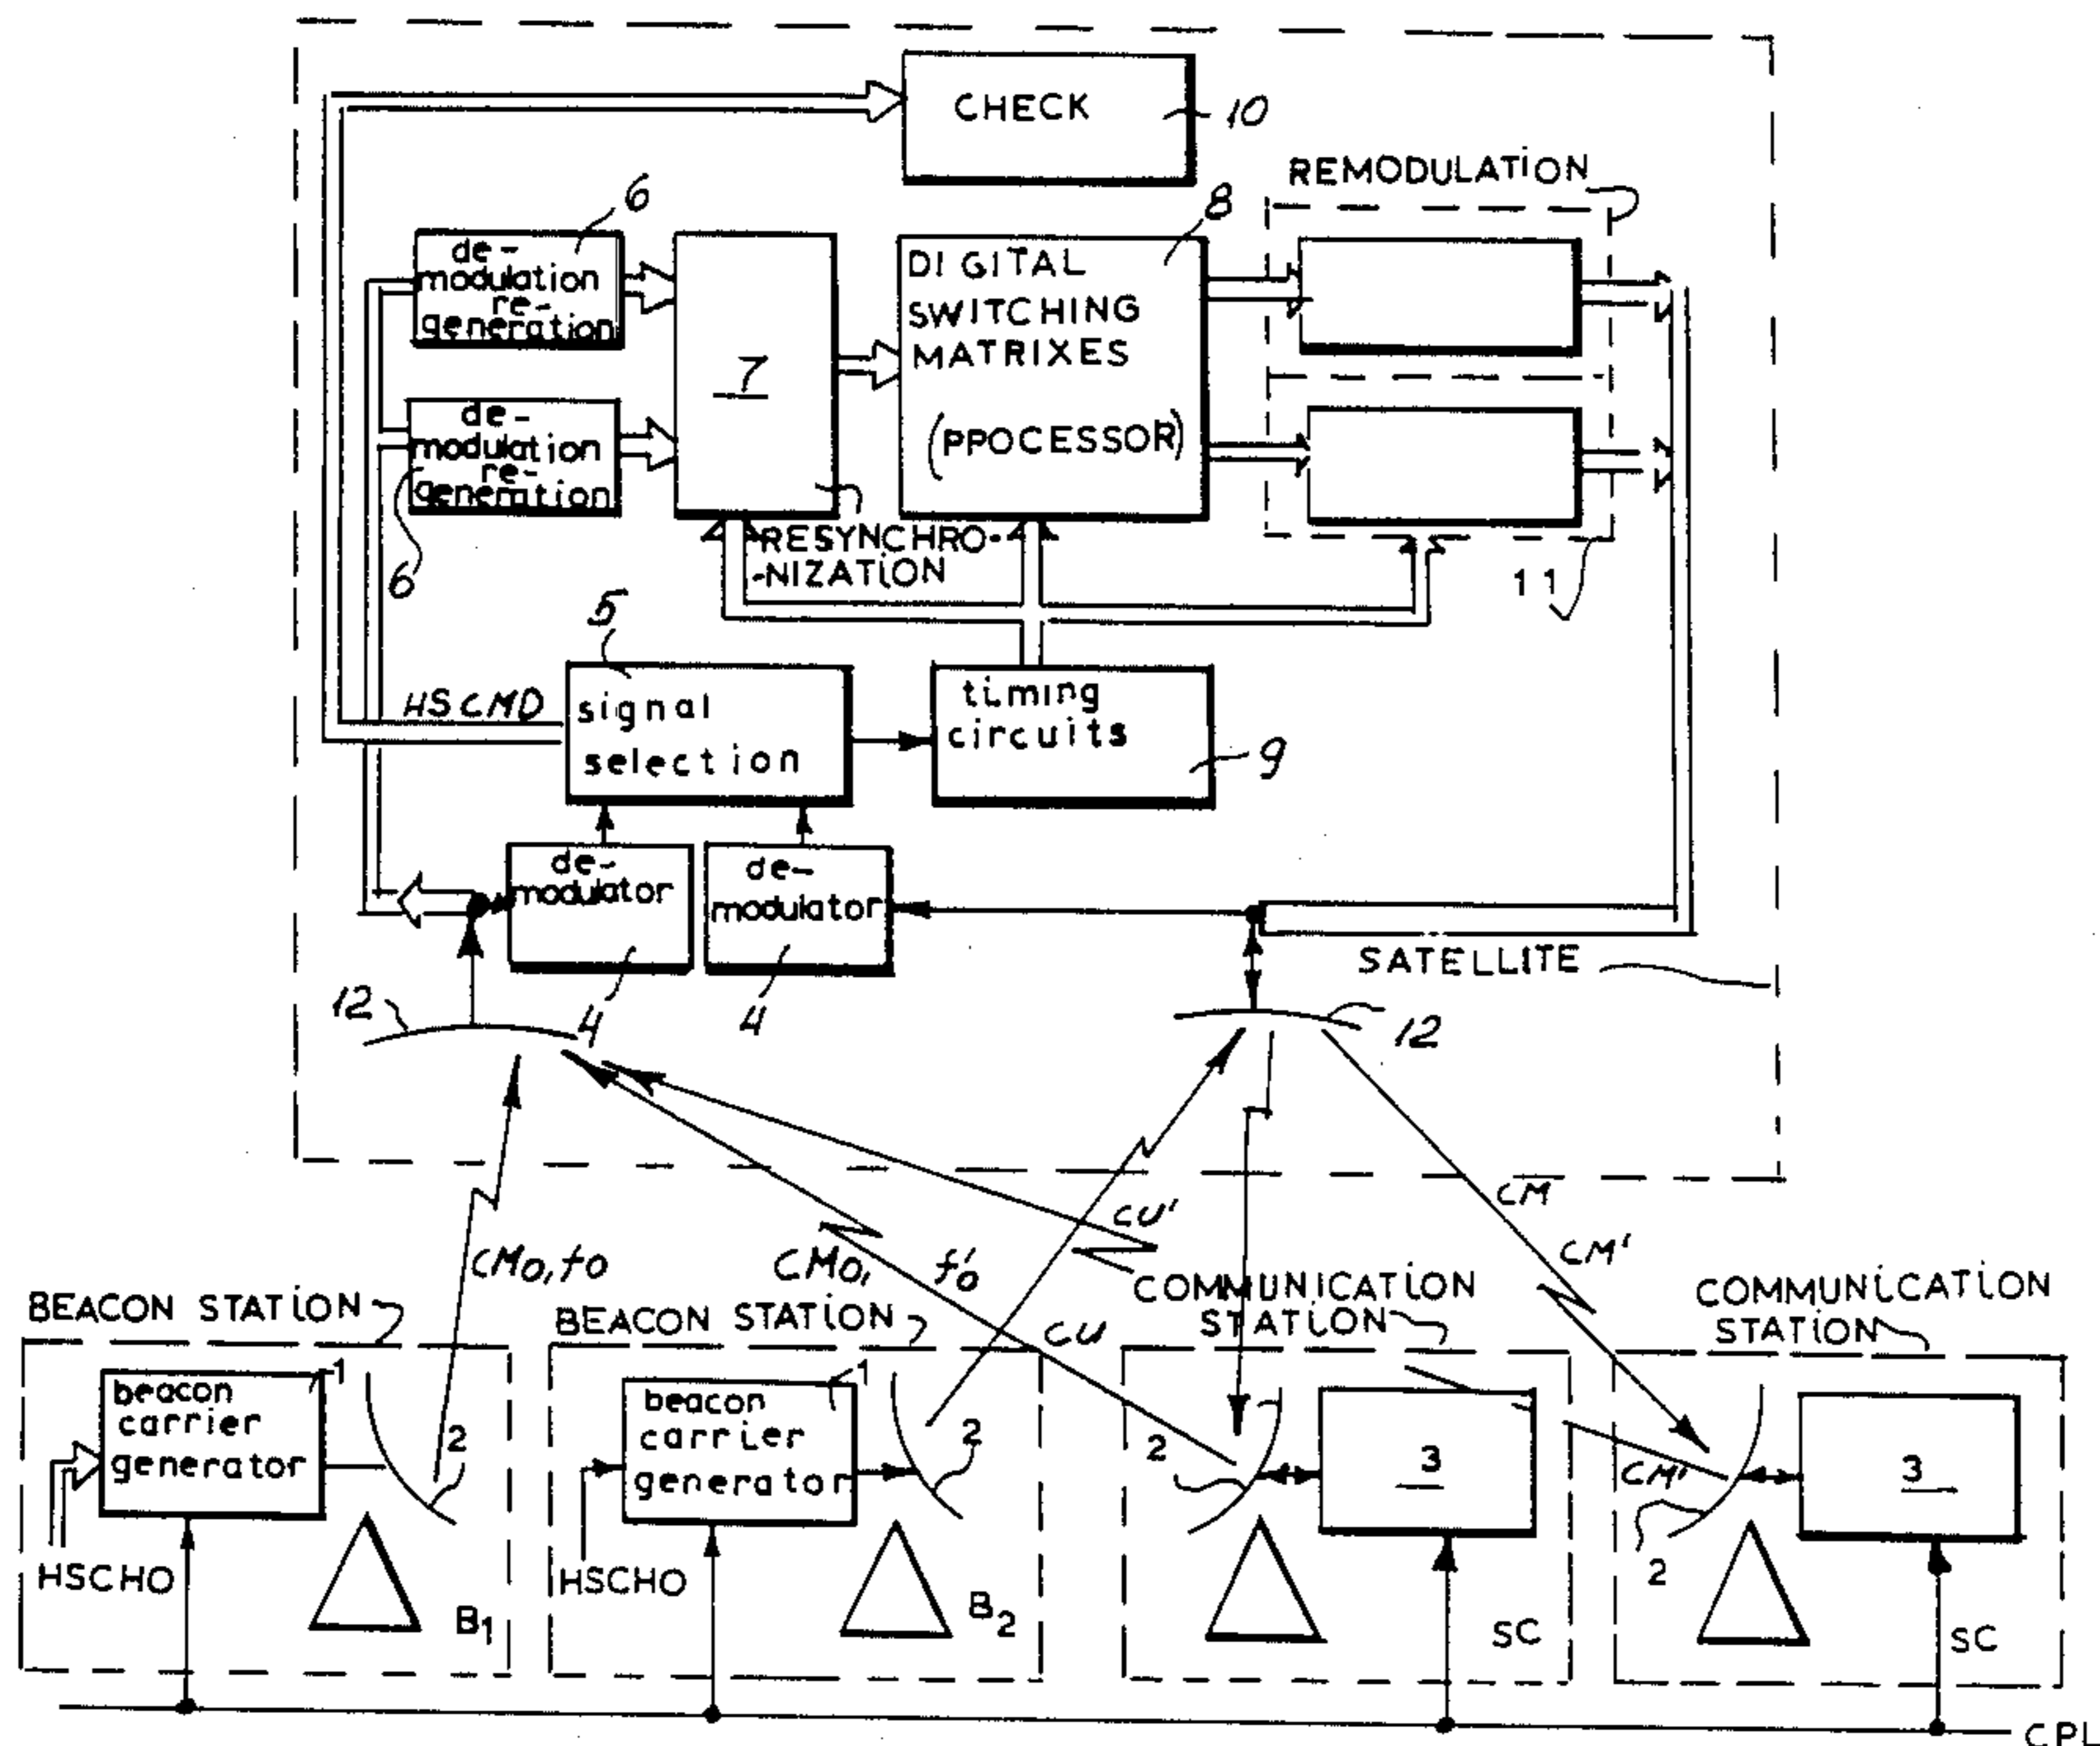 CHECK
10
REMODULATION
6
8
de-
modulation
re-
generation
DIGITAL
SWITCHING
MATRIXES
(PPOCESSOR)
7
de-
modulation
re-
generation
6
RESYNCHRO-
-NIZATION
11
5
HSCMD
signal
selection
timing
circuits
9
de-
modulator
de-
modulator
SATELLITE
12
4
4
12
CM
CU'
CM'
CMo,fo
CMo,
f'o
CU
BEACON STATION
BEACON STATION
COMMUNICATION
STATION
COMMUNICATION
STATION
1
beacon
carrier
generator
2
1
beacon
carrier
generator
2
2
3
CM'
3
2
HSCHO
HSCHO
B1
B2
SC
SC
CPL